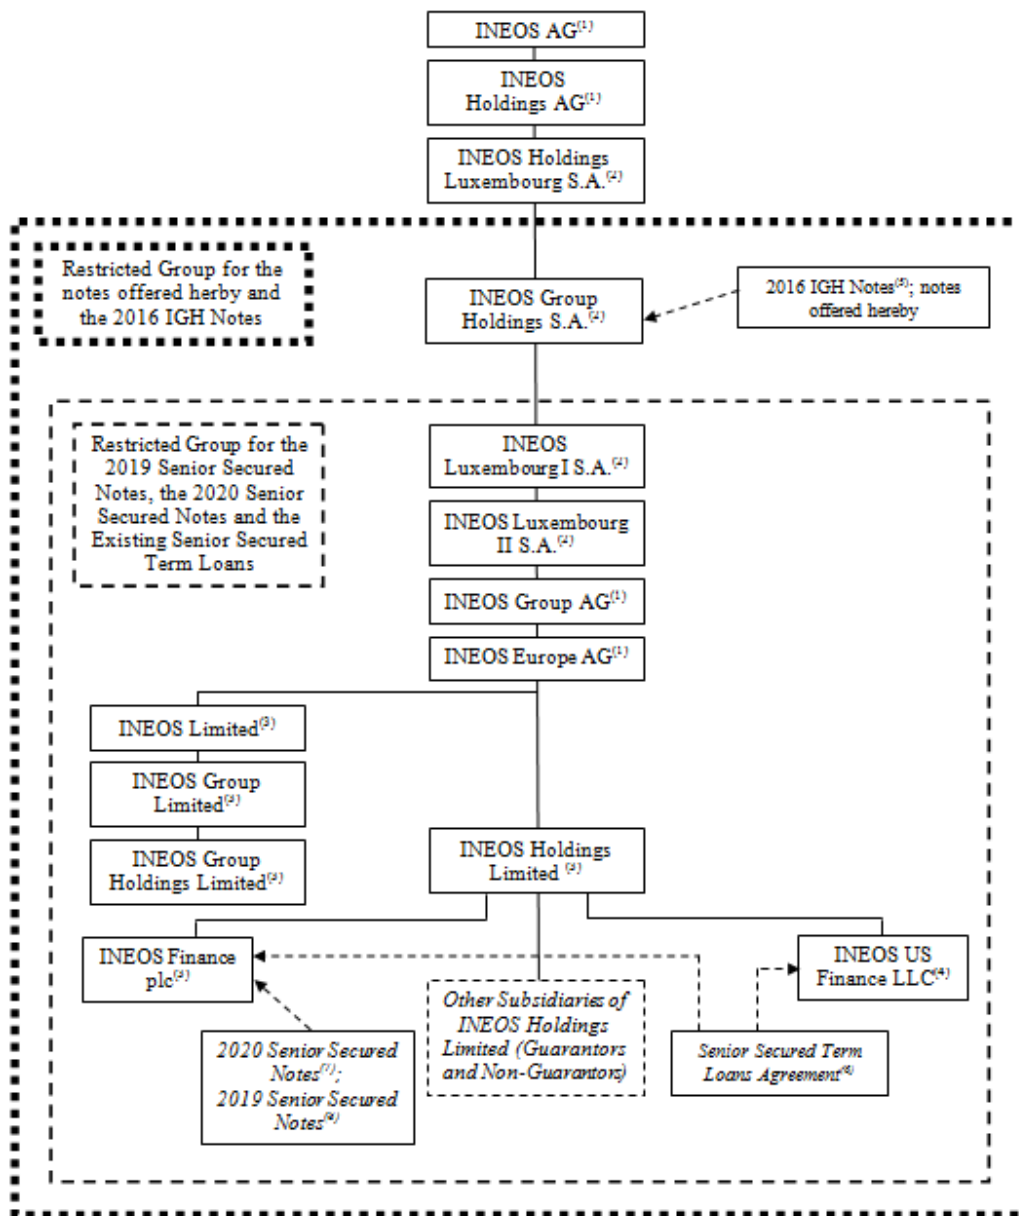 INEOS AG(1)
INEOS
Holdings AG(1)
INEOS Holdings
Luxembourg S.A.(2)
Restricted Group for the
notes offered herby and
the 2016 IGH Notes
INEOS Group
Holdings S.A.(2)
2016 IGH Notes(5); notes
offered hereby
Restricted Group for the
2019 Senior Secured
Notes, the 2020 Senior
Secured Notes and the
Existing Senior Secured
Term Loans
INEOS
Luxembourg I S.A.(2)
INEOS Luxembourg
II S.A.(2)
INEOS Group AG(1)
INEOS Europe AG(1)
INEOS Limited(3)
INEOS Group
Limited(3)
INEOS Group
Holdings Limited(3)
INEOS Holdings
Limited (3)
INEOS Finance
plc(3)
INEOS US
Finance LLC(4)
Other Subsidiaries of
INEOS Holdings
Limited (Guarantors
and Non-Guarantors)
2020 Senior Secured
Notes(7);
2019 Senior Secured
Notes(8)
Senior Secured Term
Loans Agreement(6)